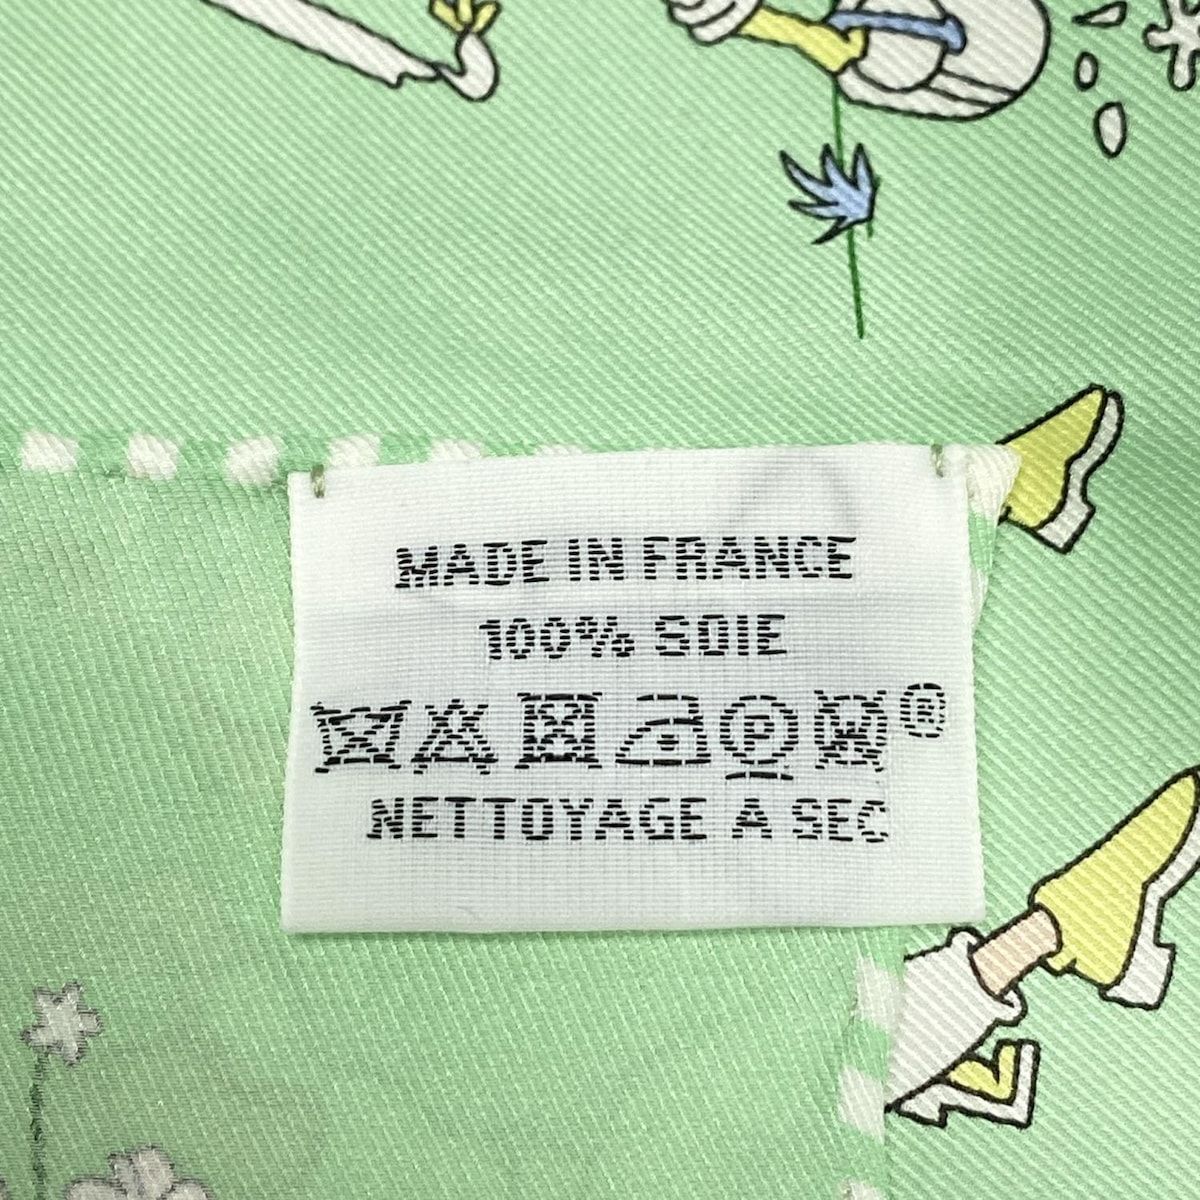 MADE IN FRANCE
100% SOIE
P W ®
NETTOYAGE A SEC